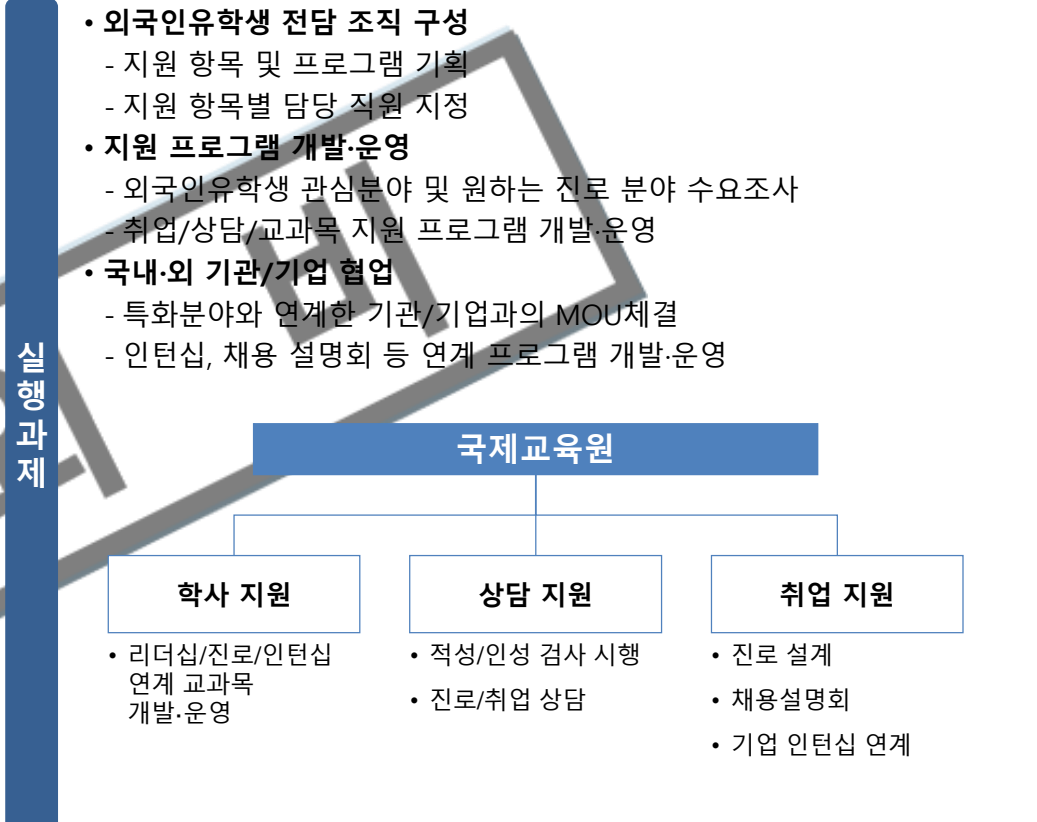 실행과제
• 외국인유학생 전담 조직 구성
- 지원 항목 및 프로그램 기획
- 지원 항목별 담당 직원 지정
• 지원 프로그램 개발·운영
- 외국인유학생 관심분야 및 원하는 진로 분야 수요조사
- 취업/상담/교과목 지원 프로그램 개발·운영
• 국내·외 기관/기업 협업
- 특화분야와 연계한 기관/기업과의 MOU체결
- 인턴십, 채용 설명회 등 연계 프로그램 개발·운영
국제교육원
학사 지원
• 리더십/진로/인턴십
연계 교과목
개발·운영
상담 지원
• 적성/인성 검사 시행
• 진로/취업 상담
취업 지원
• 진로 설계
• 채용설명회
• 기업 인턴십 연계
비